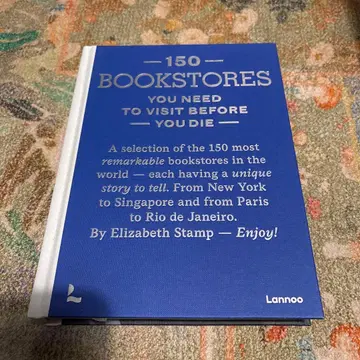 — 150 —
BOOKSTORES
YOU NEED
TO VISIT BEFORE
— YOU DIE —
A selection of the 150 most
remarkable bookstores in the
world — each having a unique
story to tell. From New York
to Singapore and from Paris
to Rio de Janeiro.
By Elizabeth Stamp — Enjoy!
Lannoo